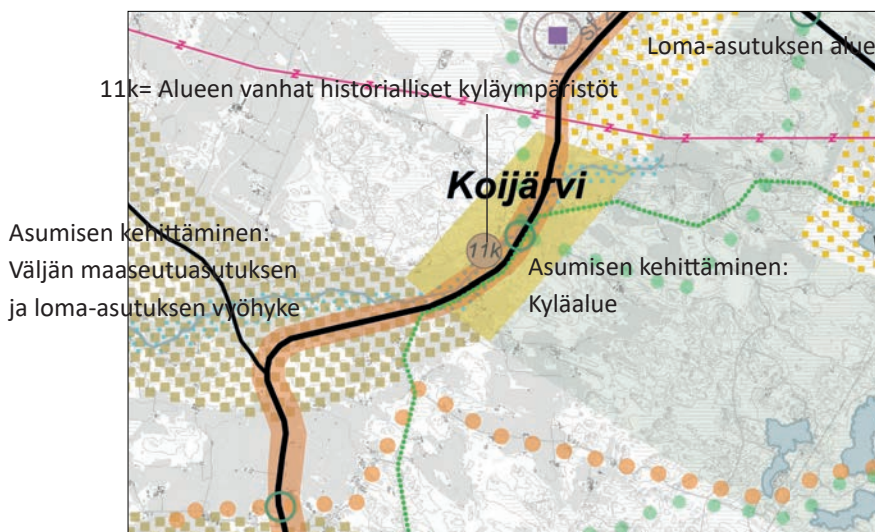 Loma-asutuksen alue
11k= Alueen vanhat historialliset kyläympäristöt
Koijärvi
11k
Asumisen kehittäminen:
Väljän maaseutuasutuksen
ja loma-asutuksen vyöhyke
Asumisen kehittäminen:
Kyläalue